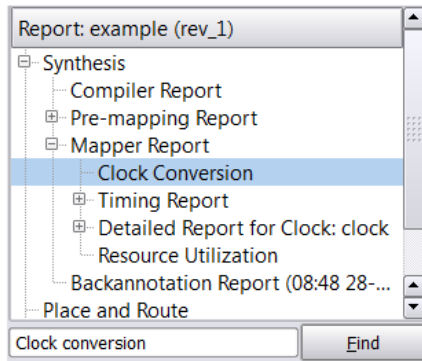 Report: example (rev_1)
Synthesis
Compiler Report
Pre-mapping Report
Mapper Report
Clock Conversion
Timing Report
Detailed Report for Clock: clock
Resource Utilization
Backannotation Report (08:48 28-...
Place and Route
Clock conversion Find